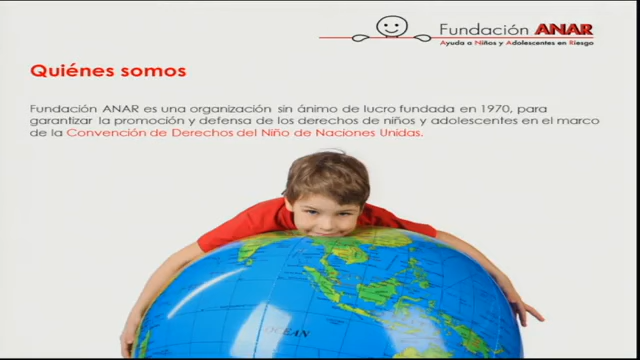 Fundación ANAR
Ayuda a Niños y Adolescentes en Riesgo
Quiénes somos
Fundación ANAR es una organización sin ánimo de lucro fundada en 1970, para
garantizar la promoción y defensa de los derechos de niños y adolescentes en el marco
de la Convención de Derechos del Niño de Naciones Unidas.
OCEAN